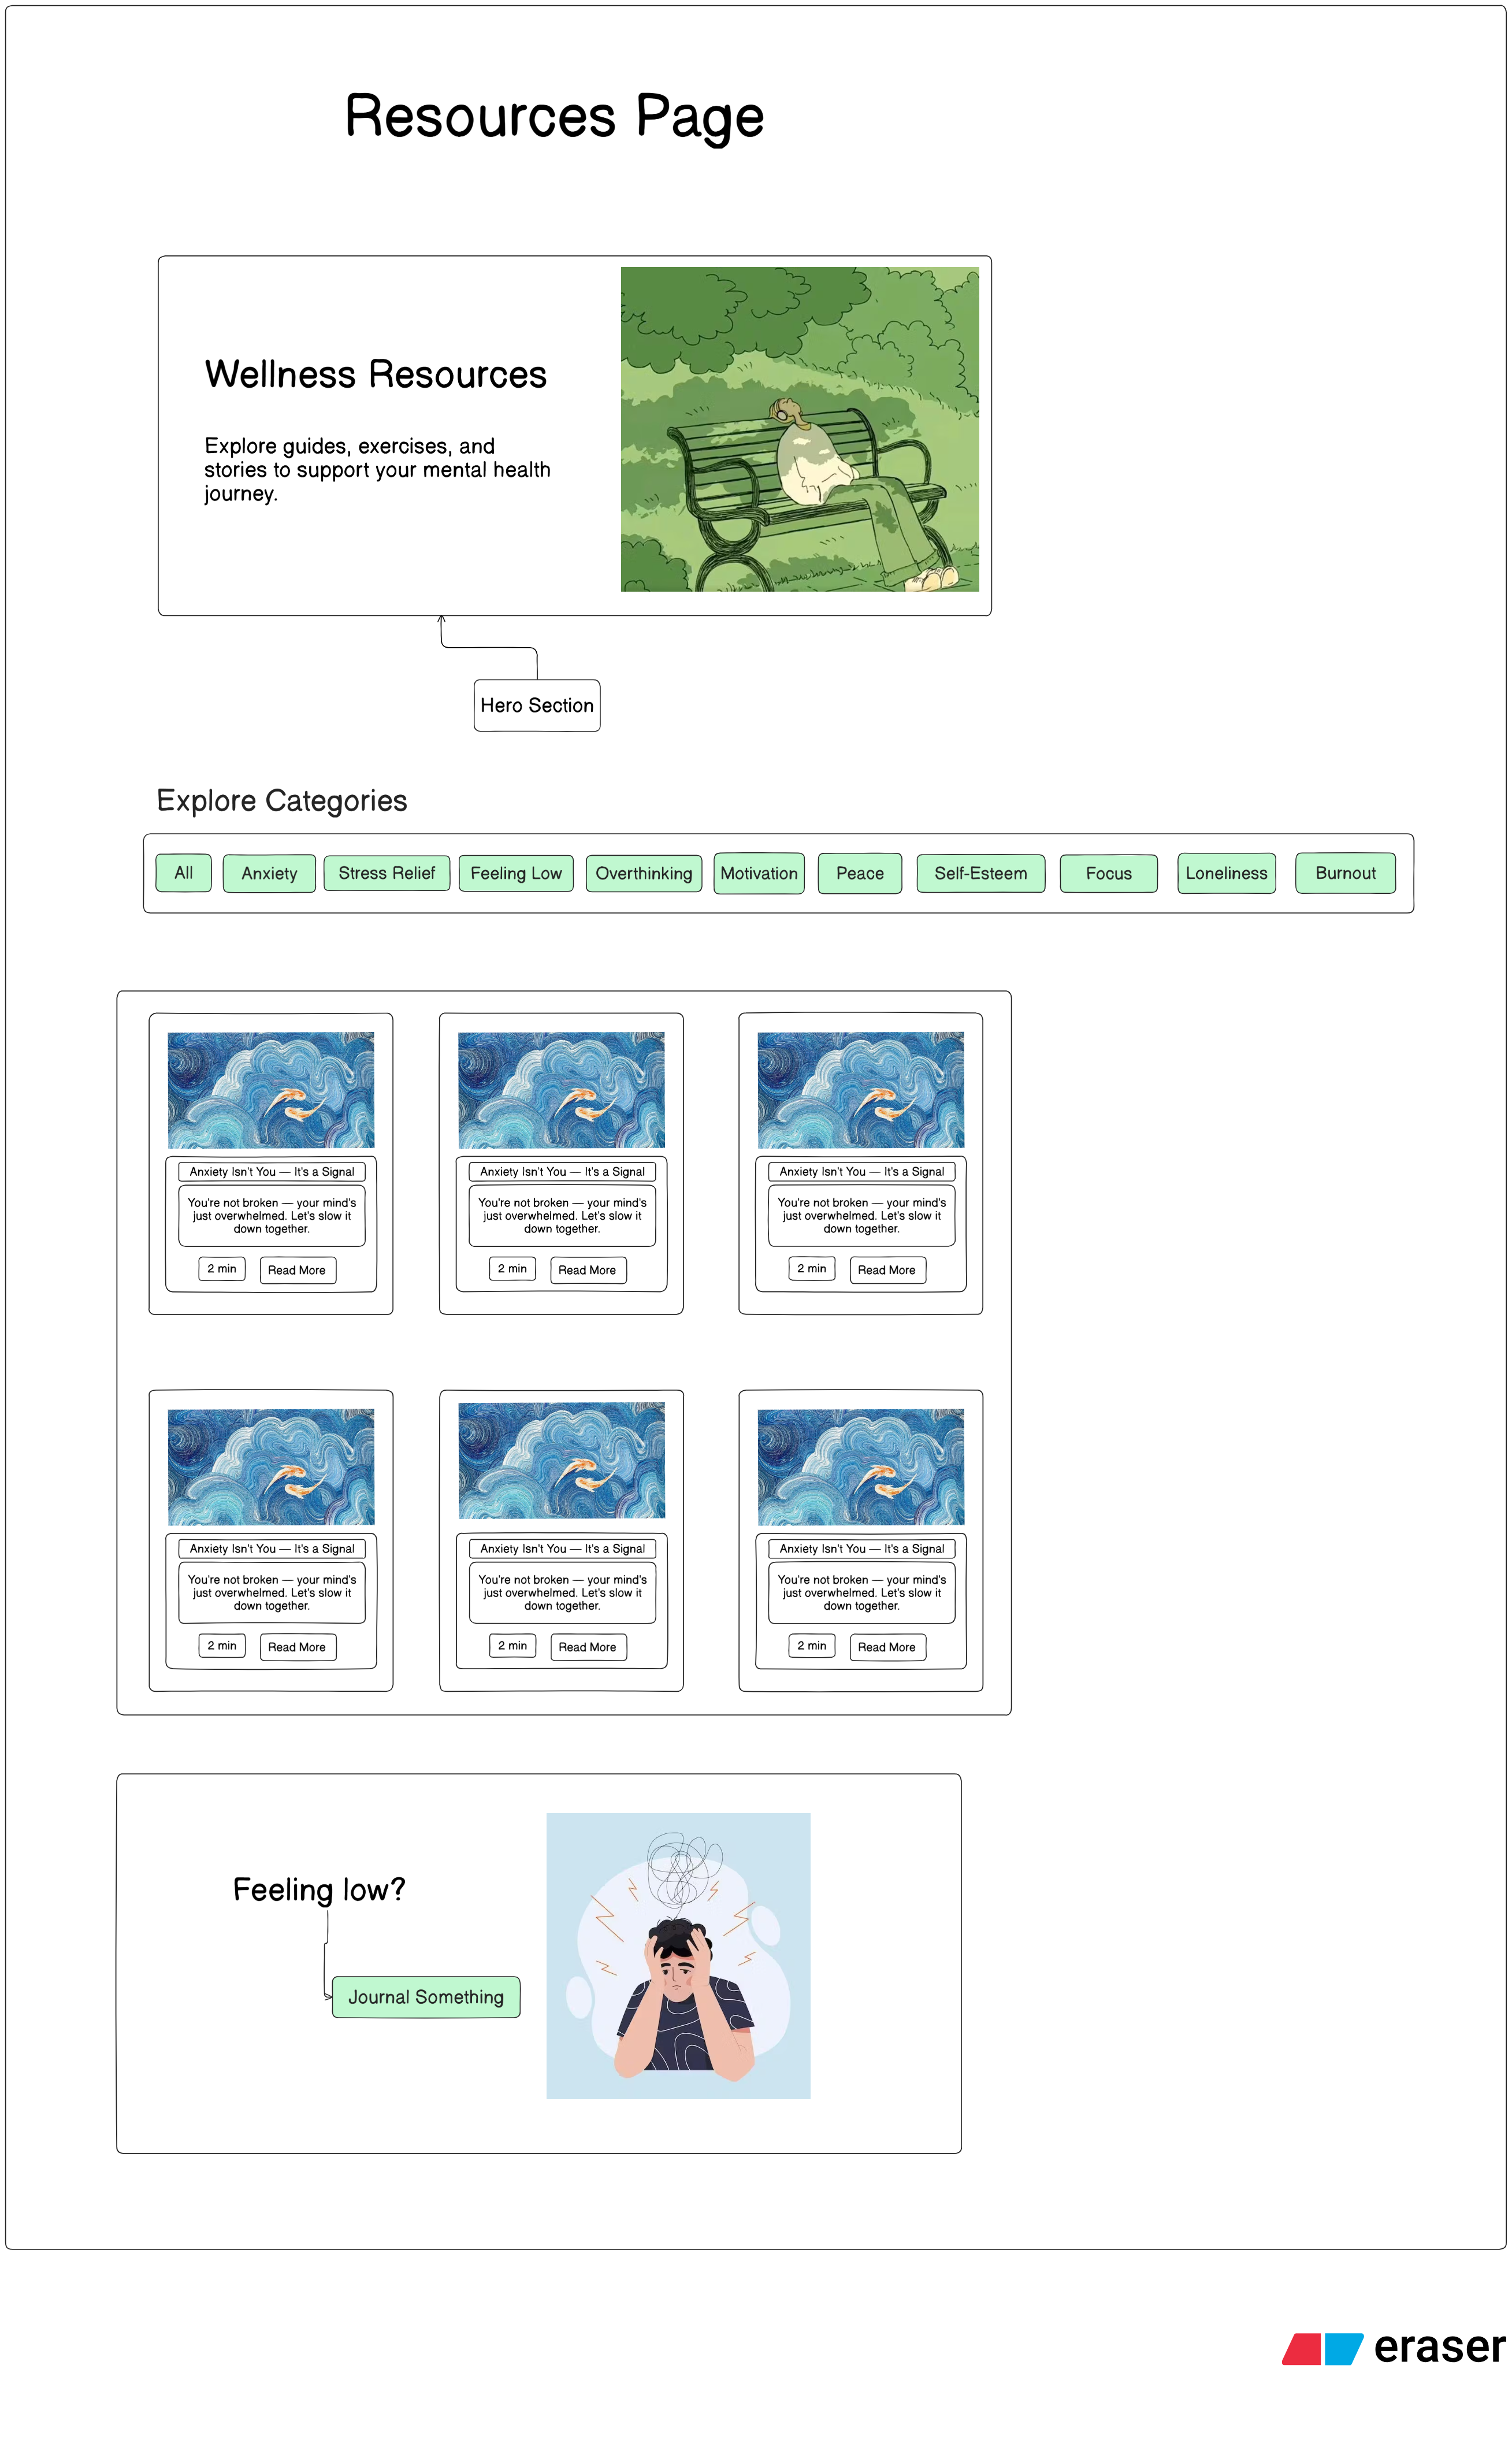 Resources Page
Wellness Resources
Explore guides, exercises, and
stories to support your mental health
journey.
Hero Section
Explore Categories
All
Anxiety
Stress Relief
Feeling Low
Overthinking
Motivation
Peace
Self-Esteem
Focus
Loneliness
Burnout
Anxiety Isn't You — It's a Signal
You're not broken — your mind's
just overwhelmed. Let's slow it
down together.
2 min
Read More
Anxiety Isn't You — It's a Signal
You're not broken — your mind's
just overwhelmed. Let's slow it
down together.
2 min
Read More
Anxiety Isn't You — It's a Signal
You're not broken — your mind's
just overwhelmed. Let's slow it
down together.
2 min
Read More
Anxiety Isn't You — It's a Signal
You're not broken — your mind's
just overwhelmed. Let's slow it
down together.
2 min
Read More
Anxiety Isn't You — It's a Signal
You're not broken — your mind's
just overwhelmed. Let's slow it
down together.
2 min
Read More
Anxiety Isn't You — It's a Signal
You're not broken — your mind's
just overwhelmed. Let's slow it
down together.
2 min
Read More
Feeling low?
Journal Something
eraser